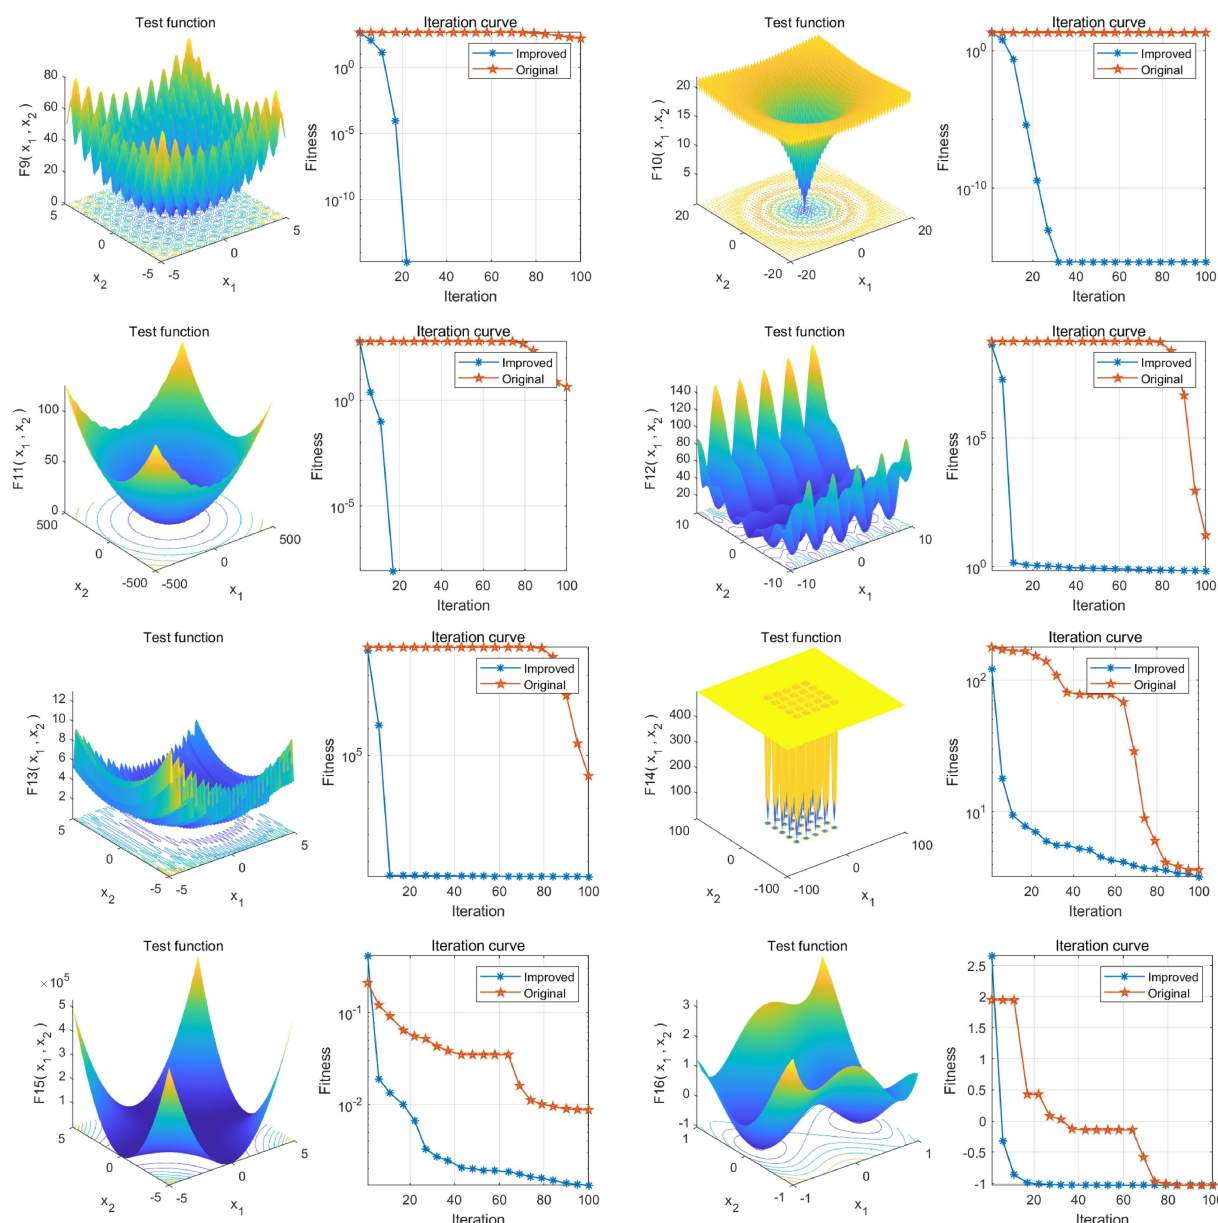 Test function
80
60
40
20
0
F9( x1 , x2 )
5
0
-5
x2
-5
0
5
x1
Iteration curve
Improved
Original
10^0
10^-5
10^-10
Fitness
20 40 60 80 100
Iteration
Test function
20
15
10
5
F10( x1 , x2 )
20
0
-20
x2
-20
0
20
x1
Iteration curve
Improved
Original
10^0
10^-10
Fitness
20 40 60 80 100
Iteration
Test function
100
50
0
F11( x1 , x2 )
500
0
-500
x2
-500
0
500
x1
Iteration curve
Improved
Original
10^0
10^-5
Fitness
20 40 60 80 100
Iteration
Test function
140
120
100
80
60
40
20
F12( x1 , x2 )
10
0
-10
x2
-10
0
10
x1
Iteration curve
Improved
Original
10^5
10^0
Fitness
20 40 60 80 100
Iteration
Test function
12
10
8
6
4
2
F13( x1 , x2 )
5
0
-5
x2
-5
0
5
x1
Iteration curve
Improved
Original
10^5
Fitness
20 40 60 80 100
Iteration
Test function
400
300
200
100
F14( x1 , x2 )
100
0
-100
x2
-100
0
100
x1
Iteration curve
Improved
Original
10^2
10^1
Fitness
20 40 60 80 100
Iteration
Test function
×10^5
5
4
3
2
1
F15( x1 , x2 )
5
0
-5
x2
-5
0
5
x1
Iteration curve
Improved
Original
10^-1
10^-2
Fitness
20 40 60 80 100
Iteration
Test function
3
2
1
0
-1
F16( x1 , x2 )
1
0
-1
x2
-1
0
1
x1
Iteration curve
Improved
Original
2.5
2
1.5
1
0.5
0
-0.5
-1
Fitness
20 40 60 80 100
Iteration